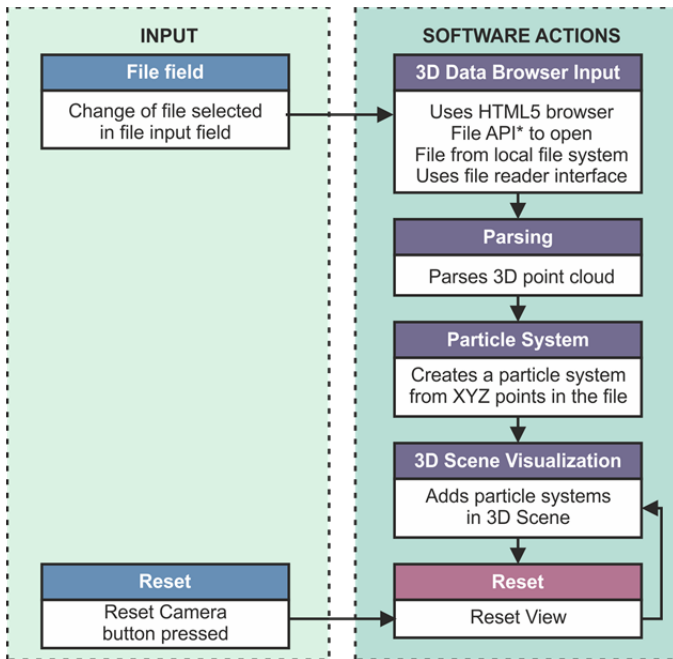 INPUT
File field
Change of file selected
in file input field
Reset
Reset Camera
button pressed
SOFTWARE ACTIONS
3D Data Browser Input
Uses HTML5 browser
File API* to open
File from local file system
Uses file reader interface
Parsing
Parses 3D point cloud
Particle System
Creates a particle system
from XYZ points in the file
3D Scene Visualization
Adds particle systems
in 3D Scene
Reset
Reset View